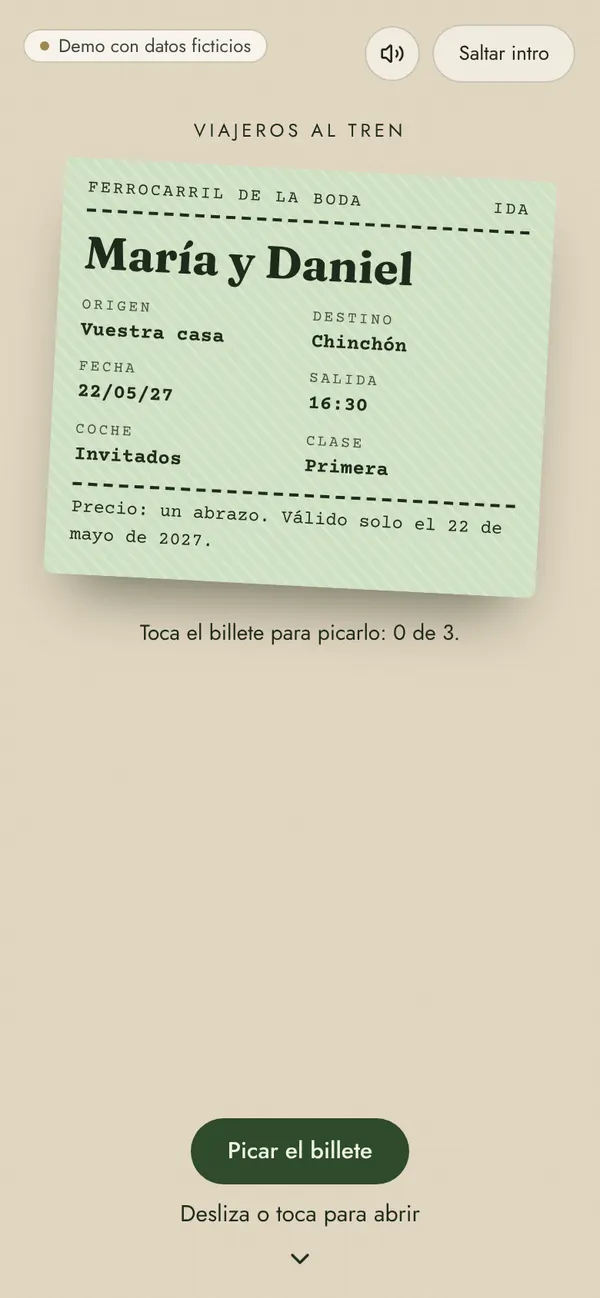 Demo con datos ficticios
Saltar intro
VIAJEROS AL TREN
FERROCARRIL DE LA BODA IDA
María y Daniel
ORIGEN DESTINO
Vuestra casa Chinchón
FECHA SALIDA
22/05/27 16:30
COCHE CLASE
Invitados Primera
Precio: un abrazo. Válido solo el 22 de
mayo de 2027.
Toca el billete para picarlo: 0 de 3.
Picar el billete
Desliza o toca para abrir